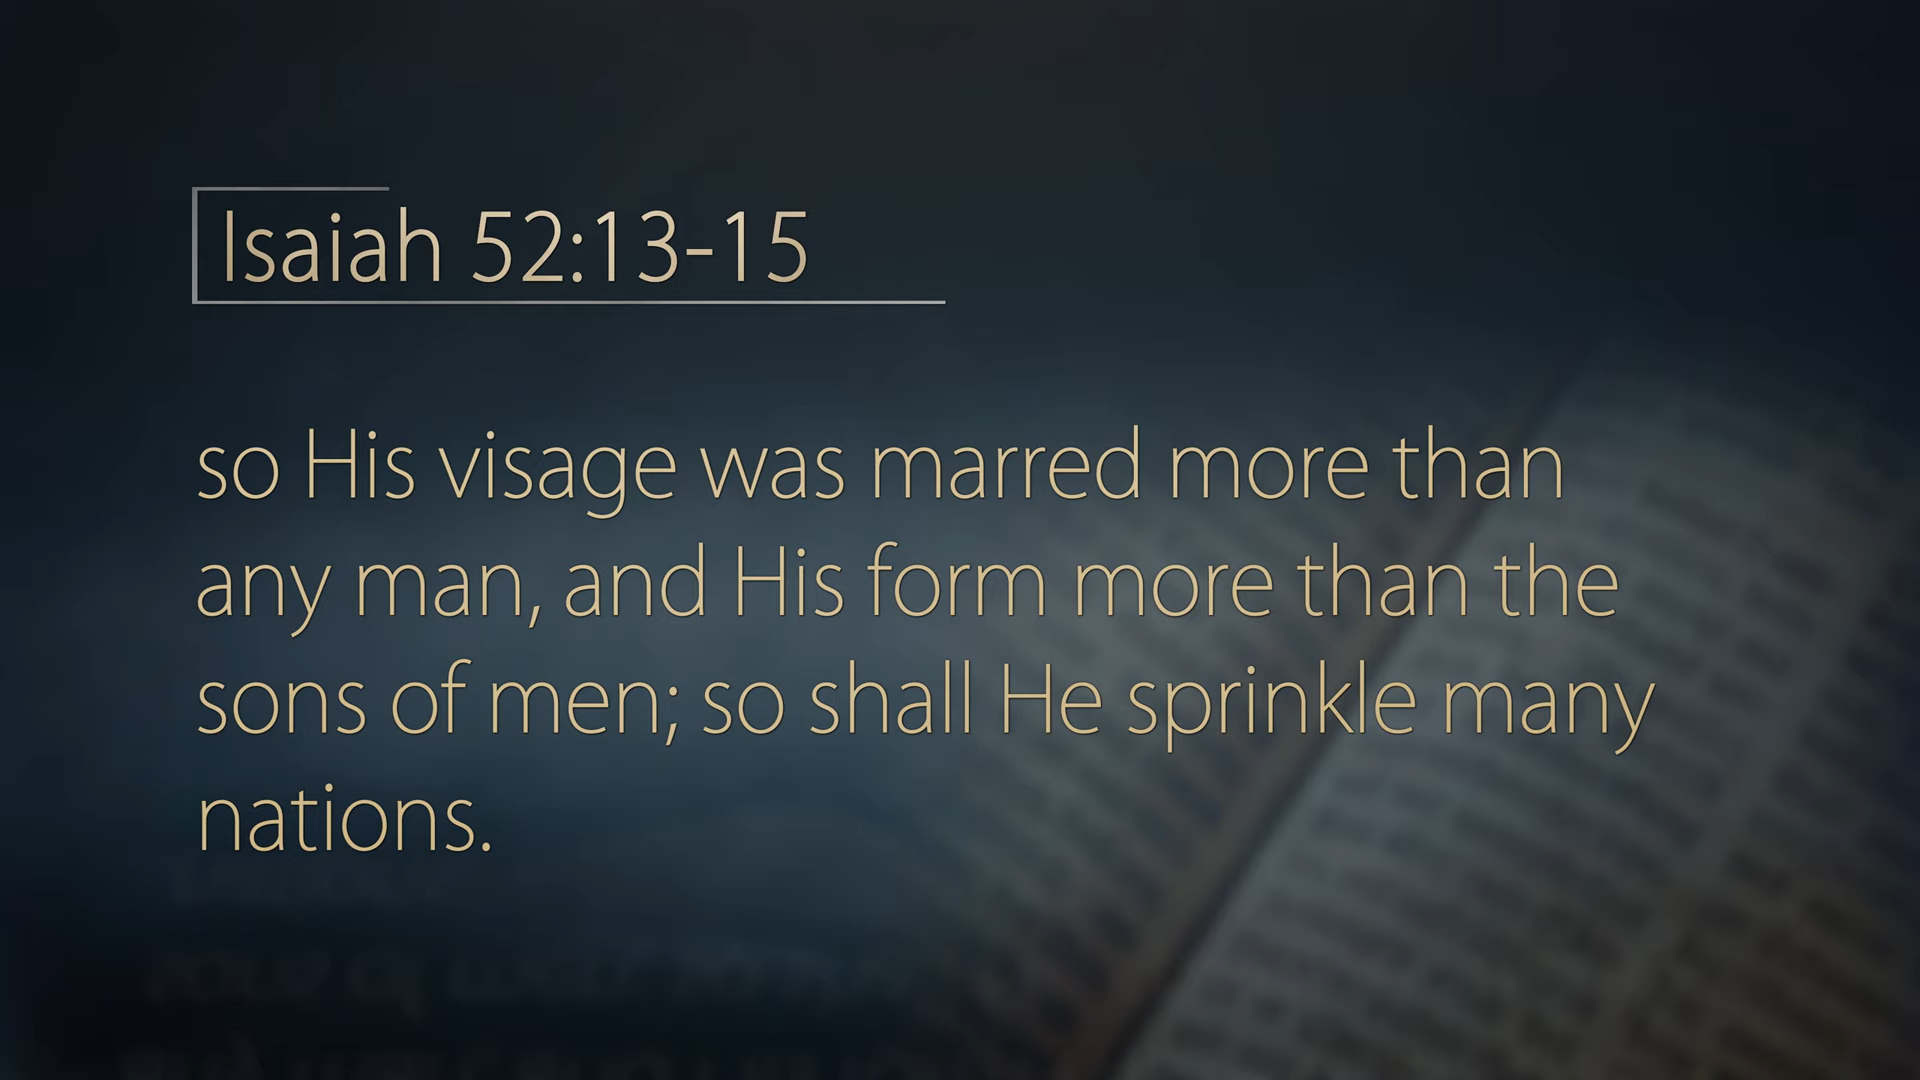 Isaiah 52:13-15
so His visage was marred more than
any man, and His form more than the
sons of men; so shall He sprinkle many
nations.